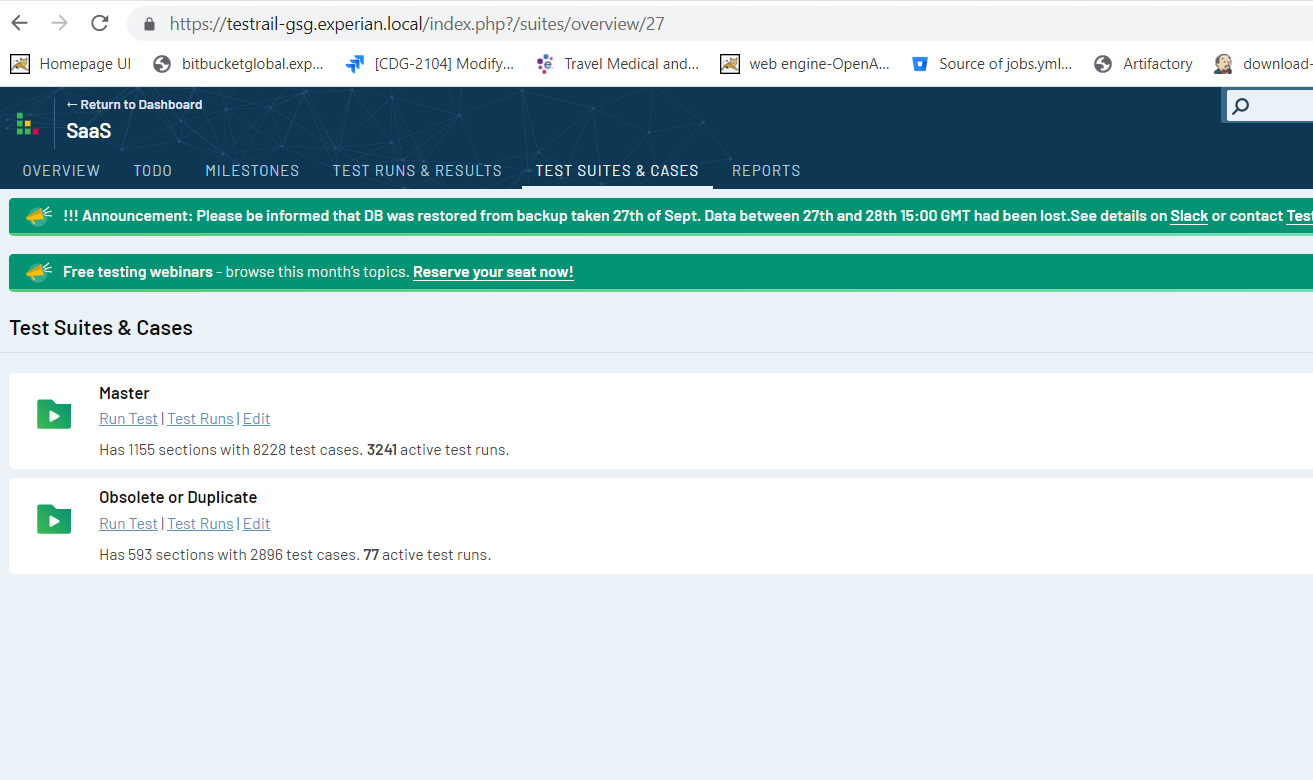 https://testrail-gsg.experian.local/index.php?/suites/overview/27
Homepage UI bitbucketglobal.exp... [CDG-2104] Modify... Travel Medical and... web engine-OpenA... Source of jobs.yml... Artifactory download-
←Return to Dashboard
SaaS
OVERVIEW TODO MILESTONES TEST RUNS & RESULTS TEST SUITES & CASES REPORTS
!!! Announcement: Please be informed that DB was restored from backup taken 27th of Sept. Data between 27th and 28th 15:00 GMT had been lost.See details on Slack or contact Test
Free testing webinars - browse this month's topics. Reserve your seat now!
Test Suites & Cases
Master
Run Test | Test Runs | Edit
Has 1155 sections with 8228 test cases. 3241 active test runs.
Obsolete or Duplicate
Run Test | Test Runs | Edit
Has 593 sections with 2896 test cases. 77 active test runs.